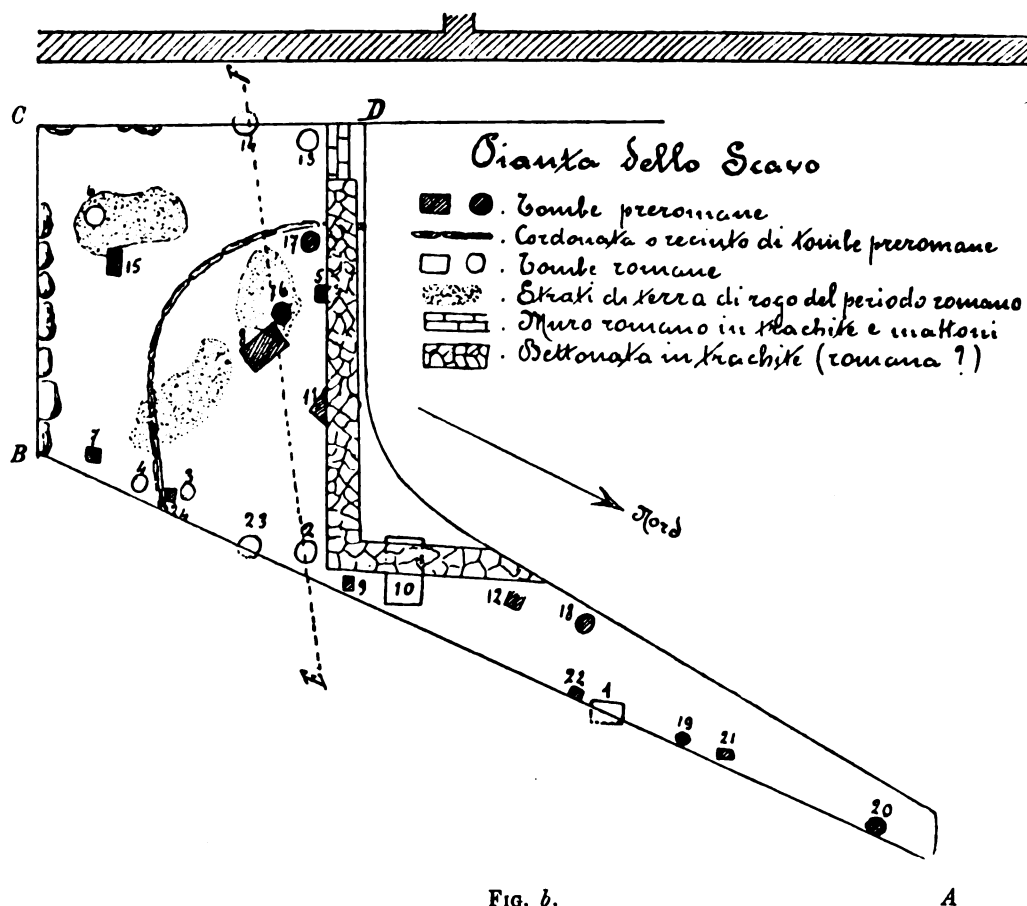 C
D
F
14
13
Pianta dello Scavo
. Tombe preromane
. Cordonata o recinto di tombe preromane
. Tombe romane
. Strati di terra di rogo del periodo romano
. Muro romano in trachite e mattoni
. Bettonata in trachite (romana ?)
6
15
17
5
16
8
11
B
7
4
3
24
23
2
9
10
12
18
Nord
E
22
1
19
21
20
FIG. b.
A